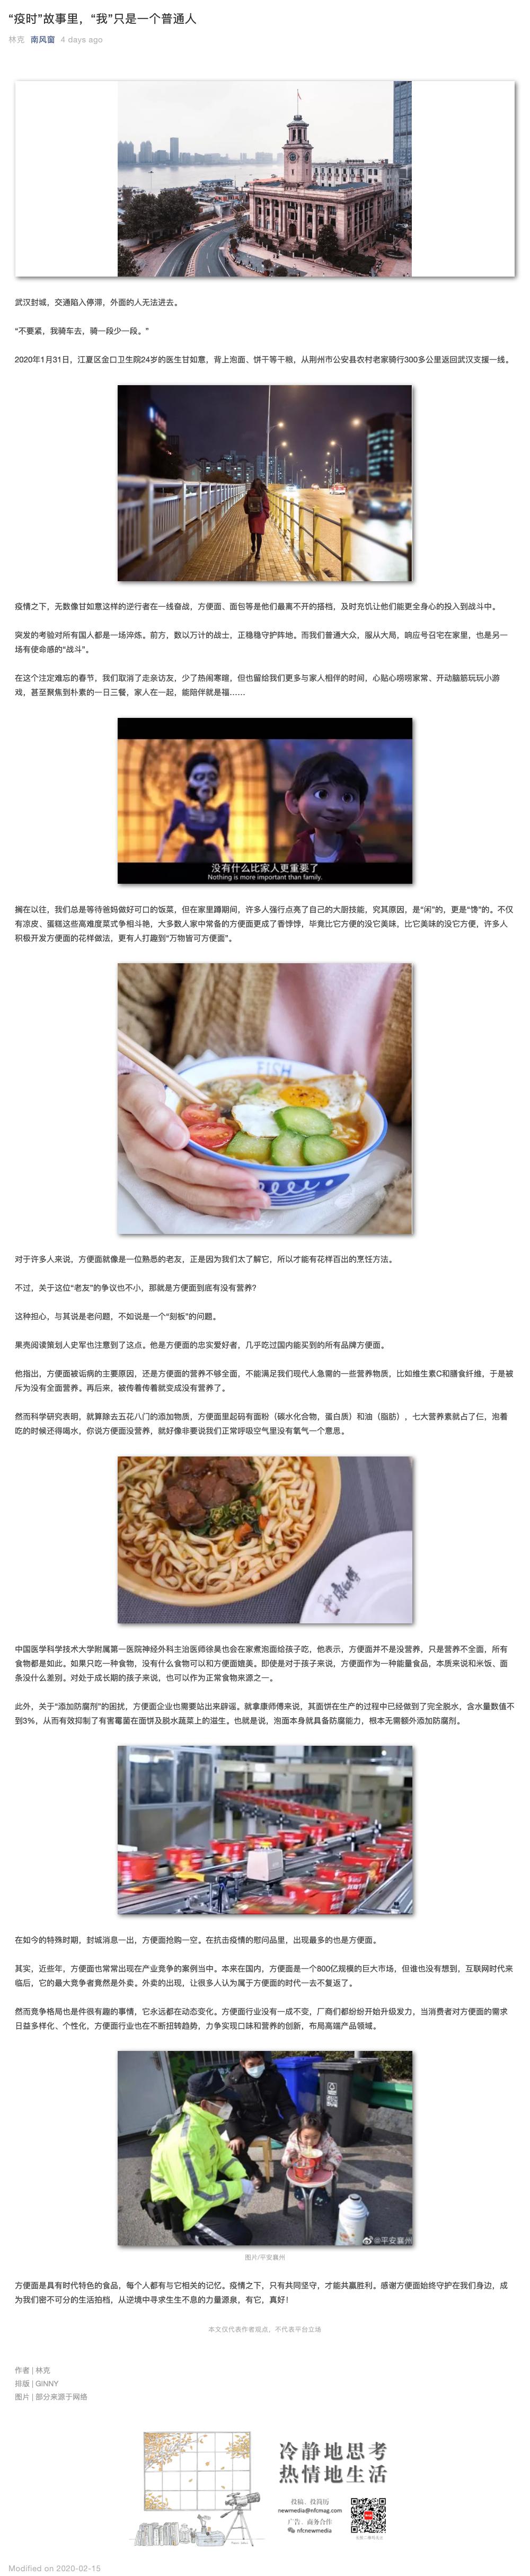 “疫时”故事里，“我”只是一个普通人
林克 南风窗 4 days ago
武汉封城，交通陷入停滞，外面的人无法进去。
“不要紧，我骑车去，骑一段少一段。”
2020年1月31日，江夏区金口卫生院24岁的医生甘如意，背上泡面、饼干等干粮，从荆州市公安县农村老家骑行300多公里返回武汉支援一线。
疫情之下，无数像甘如意这样的逆行者在一线奋战，方便面、面包等是他们最离不开的搭档，及时充饥让他们能更全身心的投入到战斗中。
突发的考验对所有国人都是一场淬炼。前方，数以万计的战士，正稳稳守护阵地。而我们普通大众，服从大局，响应号召宅在家里，也是另一
场有使命感的“战斗”。
在这个注定难忘的春节，我们取消了走亲访友，少了热闹寒暄，但也留给我们更多与家人相伴的时间，心贴心唠唠家常、开动脑筋玩玩小游
戏，甚至聚焦到朴素的一日三餐，家人在一起，能陪伴就是福……
没有什么比家人更重要了
Nothing is more important than family.
搁在以往，我们总是等待爸妈做好可口的饭菜，但在家里蹲期间，许多人强行点亮了自己的大厨技能，究其原因，是“闲”的，更是“馋”的。不仅
有凉皮、蛋糕这些高难度菜式争相斗艳，大多数人家中常备的方便面更成了香饽饽，毕竟比它方便的没它美味，比它美味的没它方便，许多人
积极开发方便面的花样做法，更有人打趣到“万物皆可方便面”。
FISH
对于许多人来说，方便面就像是一位熟悉的老友，正是因为我们太了解它，所以才能有花样百出的烹饪方法。
不过，关于这位“老友”的争议也不小，那就是方便面到底有没有营养？
这种担心，与其说是老问题，不如说是一个“刻板”的问题。
果壳阅读策划人史军也注意到了这点。他是方便面的忠实爱好者，几乎吃过国内能买到的所有品牌方便面。
他指出，方便面被诟病的主要原因，还是方便面的营养不够全面，不能满足我们现代人急需的一些营养物质，比如维生素C和膳食纤维，于是被
斥为没有全面营养。再后来，被传着传着就变成没有营养了。
然而科学研究表明，就算除去五花八门的添加物质，方便面里起码有面粉（碳水化合物，蛋白质）和油（脂肪），七大营养素就占了仨，泡着
吃的时候还得喝水，你说方便面没营养，就好像非要说我们正常呼吸空气里没有氧气一个意思。
康师傅
中国医学科学技术大学附属第一医院神经外科主治医师徐昊也会在家煮泡面给孩子吃，他表示，方便面并不是没营养，只是营养不全面，所有
食物都是如此。如果只吃一种食物，没有什么食物可以和方便面媲美。即使是对于孩子来说，方便面作为一种能量食品，本质来说和米饭、面
条没什么差别。对处于成长期的孩子来说，也可以作为正常食物来源之一。
此外，关于“添加防腐剂”的困扰，方便面企业也需要站出来辟谣。就拿康师傅来说，其面饼在生产的过程中已经做到了完全脱水，含水量数值不
到3%，从而有效抑制了有害霉菌在面饼及脱水蔬菜上的滋生。也就是说，泡面本身就具备防腐能力，根本无需额外添加防腐剂。
在如今的特殊时期，封城消息一出，方便面抢购一空。在抗击疫情的慰问品里，出现最多的也是方便面。
其实，近些年，方便面也常常出现在产业竞争的案例当中。本来在国内，方便面是一个800亿规模的巨大市场，但谁也没有想到，互联网时代来
临后，它的最大竞争者竟然是外卖。外卖的出现，让很多人认为属于方便面的时代一去不复返了。
然而竞争格局也是件很有趣的事情，它永远都在动态变化。方便面行业没有一成不变，厂商们都纷纷开始升级发力，当消费者对方便面的需求
日益多样化、个性化，方便面行业也在不断扭转趋势，力争实现口味和营养的创新，布局高端产品领域。
@平安襄州
图片/平安襄州
方便面是具有时代特色的食品，每个人都有与它相关的记忆。疫情之下，只有共同坚守，才能共赢胜利。感谢方便面始终守护在我们身边，成
为我们密不可分的生活拍档，从逆境中寻求生生不息的力量源泉，有它，真好！
本文仅代表作者观点，不代表平台立场
作者 | 林克
排版 | GINNY
图片 | 部分来源于网络
冷静地思考
热情地生活
投稿、投简历
newmedia@nfcmag.com
广告、商务合作
nfcnewmedia
Modified on 2020-02-15